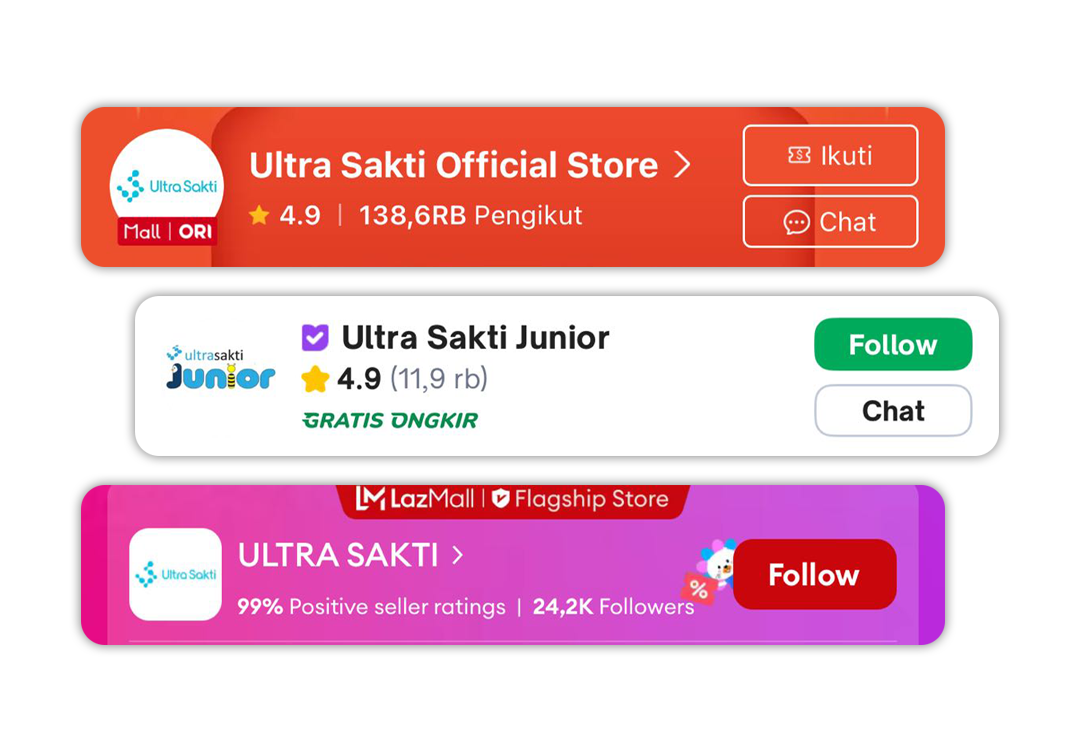 Ultra Sakti
Mall | ORI
Ultra Sakti Official Store >
4.9 | 138,6RB Pengikut
Ikuti
Chat
ultrasakti
Junior
Ultra Sakti Junior
4.9 (11,9 rb)
GRATIS ONGKIR
Follow
Chat
LazMall | Flagship Store
Ultra Sakti
ULTRA SAKTI >
99% Positive seller ratings | 24,2K Followers
%
Follow